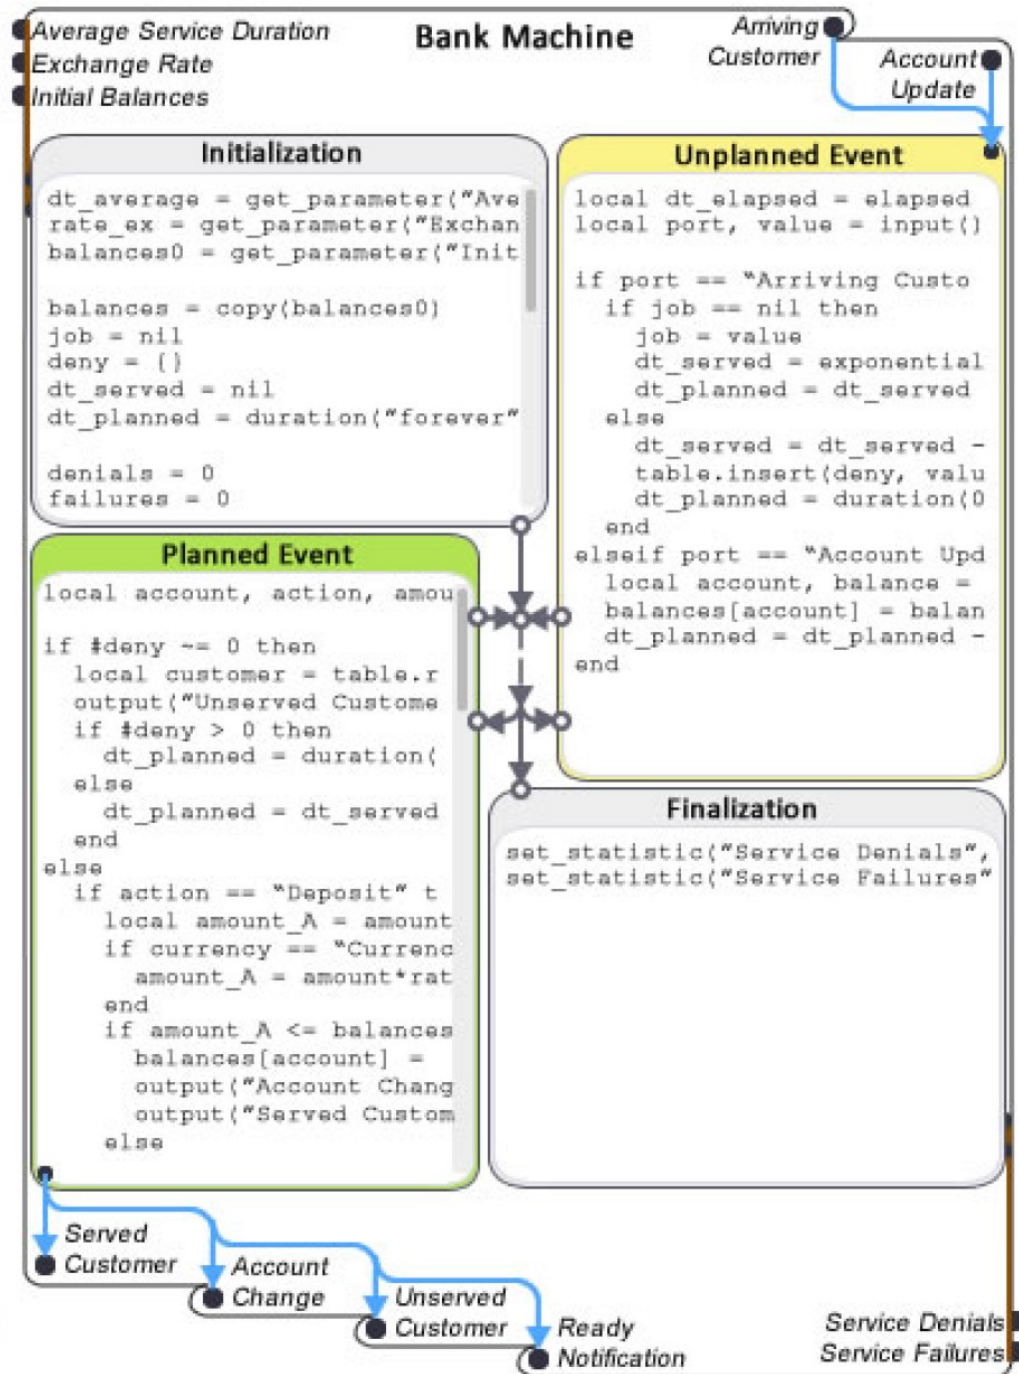 Average Service Duration
Exchange Rate
Initial Balances
Bank Machine
Arriving
Customer
Account
Update
Initialization
dt_average = get_parameter("Ave
rate_ex = get_parameter("Exchan
balances0 = get_parameter("Init
balances = copy(balances0)
job = nil
deny = {}
dt_served = nil
dt_planned = duration("forever"
denials = 0
failures = 0
Unplanned Event
local dt_elapsed = elapsed
local port, value = input()
if port == "Arriving Custo
if job == nil then
job = value
dt_served = exponential
dt_planned = dt_served
else
dt_served = dt_served -
table.insert(deny, valu
dt_planned = duration(0
end
elseif port == "Account Upd
local account, balance =
balances[account] = balan
dt_planned = dt_planned -
end
Planned Event
local account, action, amou
if #deny ~= 0 then
local customer = table.r
output("Unserved Custome
if #deny > 0 then
dt_planned = duration(
else
dt_planned = dt_served
end
else
if action == "Deposit" t
local amount_A = amount
if currency == "Currenc
amount_A = amount*rat
end
if amount_A <= balances
balances[account] =
output("Account Chang
output("Served Custom
else
Finalization
set_statistic("Service Denials",
set_statistic("Service Failures"
Served
Customer
Account
Change
Unserved
Customer
Ready
Notification
Service Denials
Service Failures